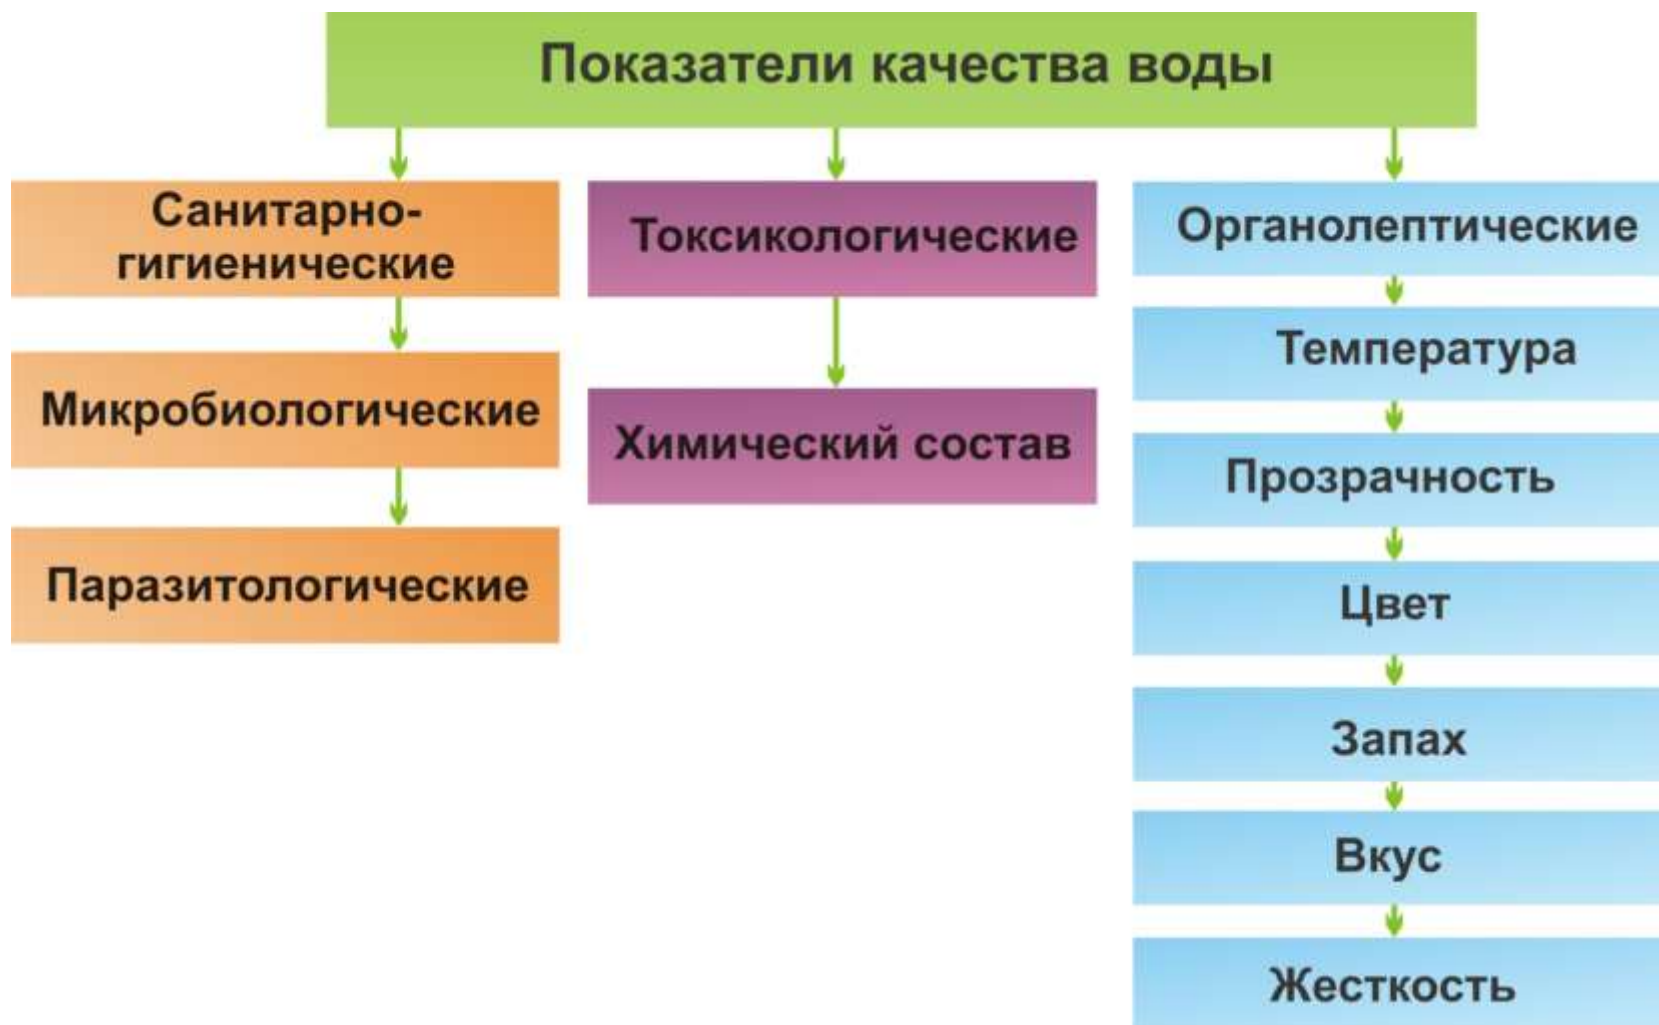 Показатели качества воды
Санитарно-
гигиенические
Микробиологические
Паразитологические
Токсикологические
Химический состав
Органолептические
Температура
Прозрачность
Цвет
Запах
Вкус
Жесткость